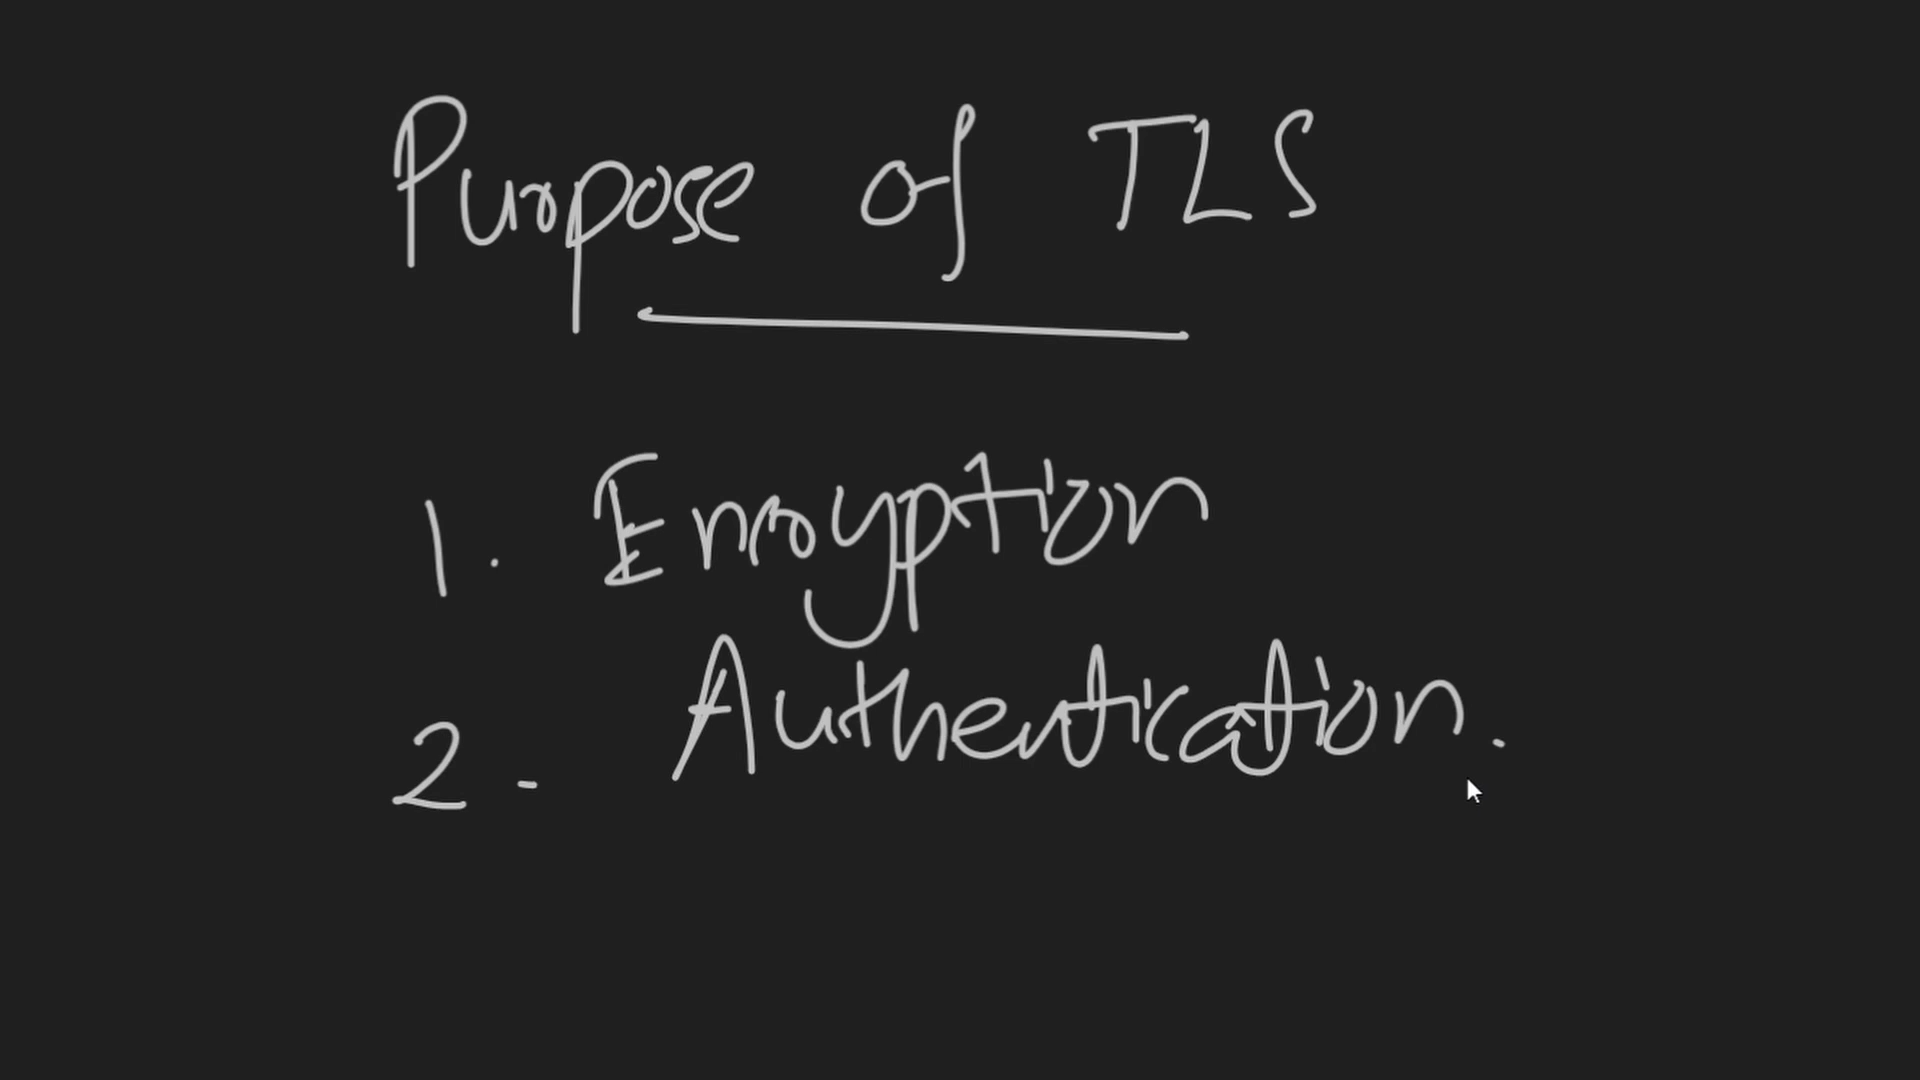 Purpose of TLS
1. Encryption
2. Authentication.